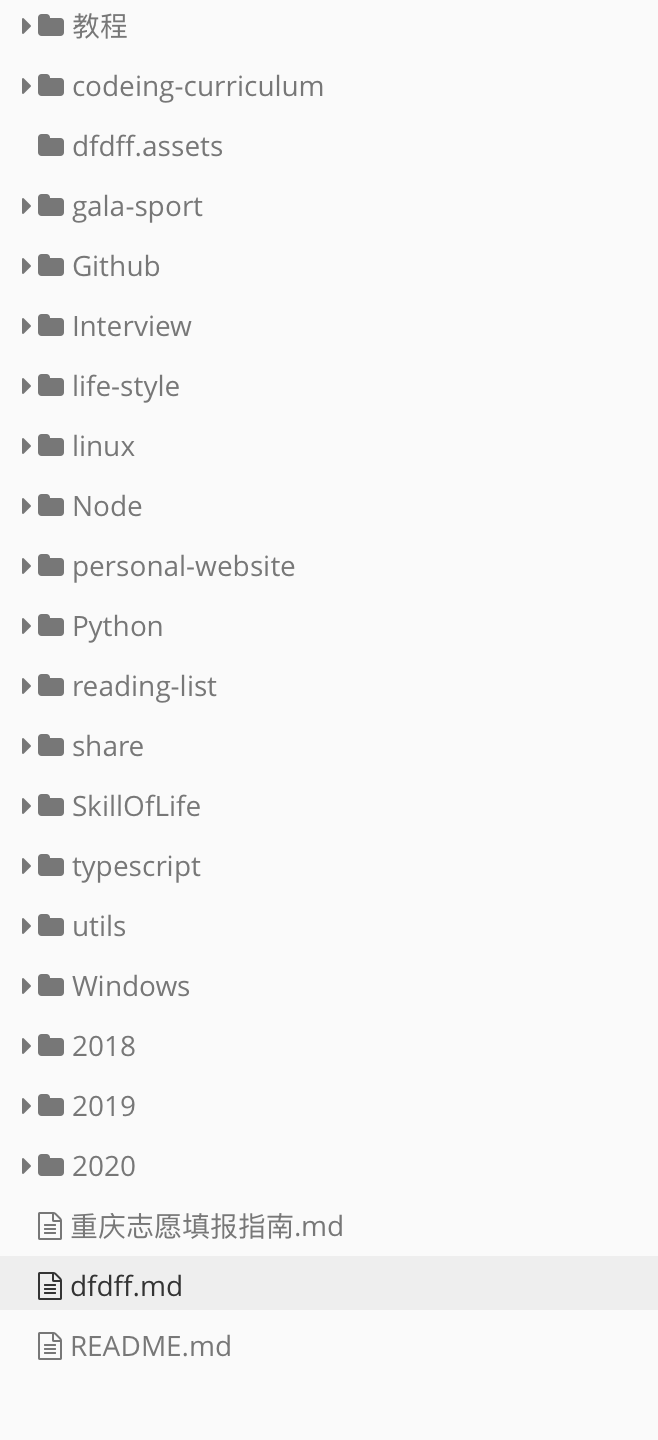 教程
codeing-curriculum
dfdff.assets
gala-sport
Github
Interview
life-style
linux
Node
personal-website
Python
reading-list
share
SkillOfLife
typescript
utils
Windows
2018
2019
2020
重庆志愿填报指南.md
dfdff.md
README.md